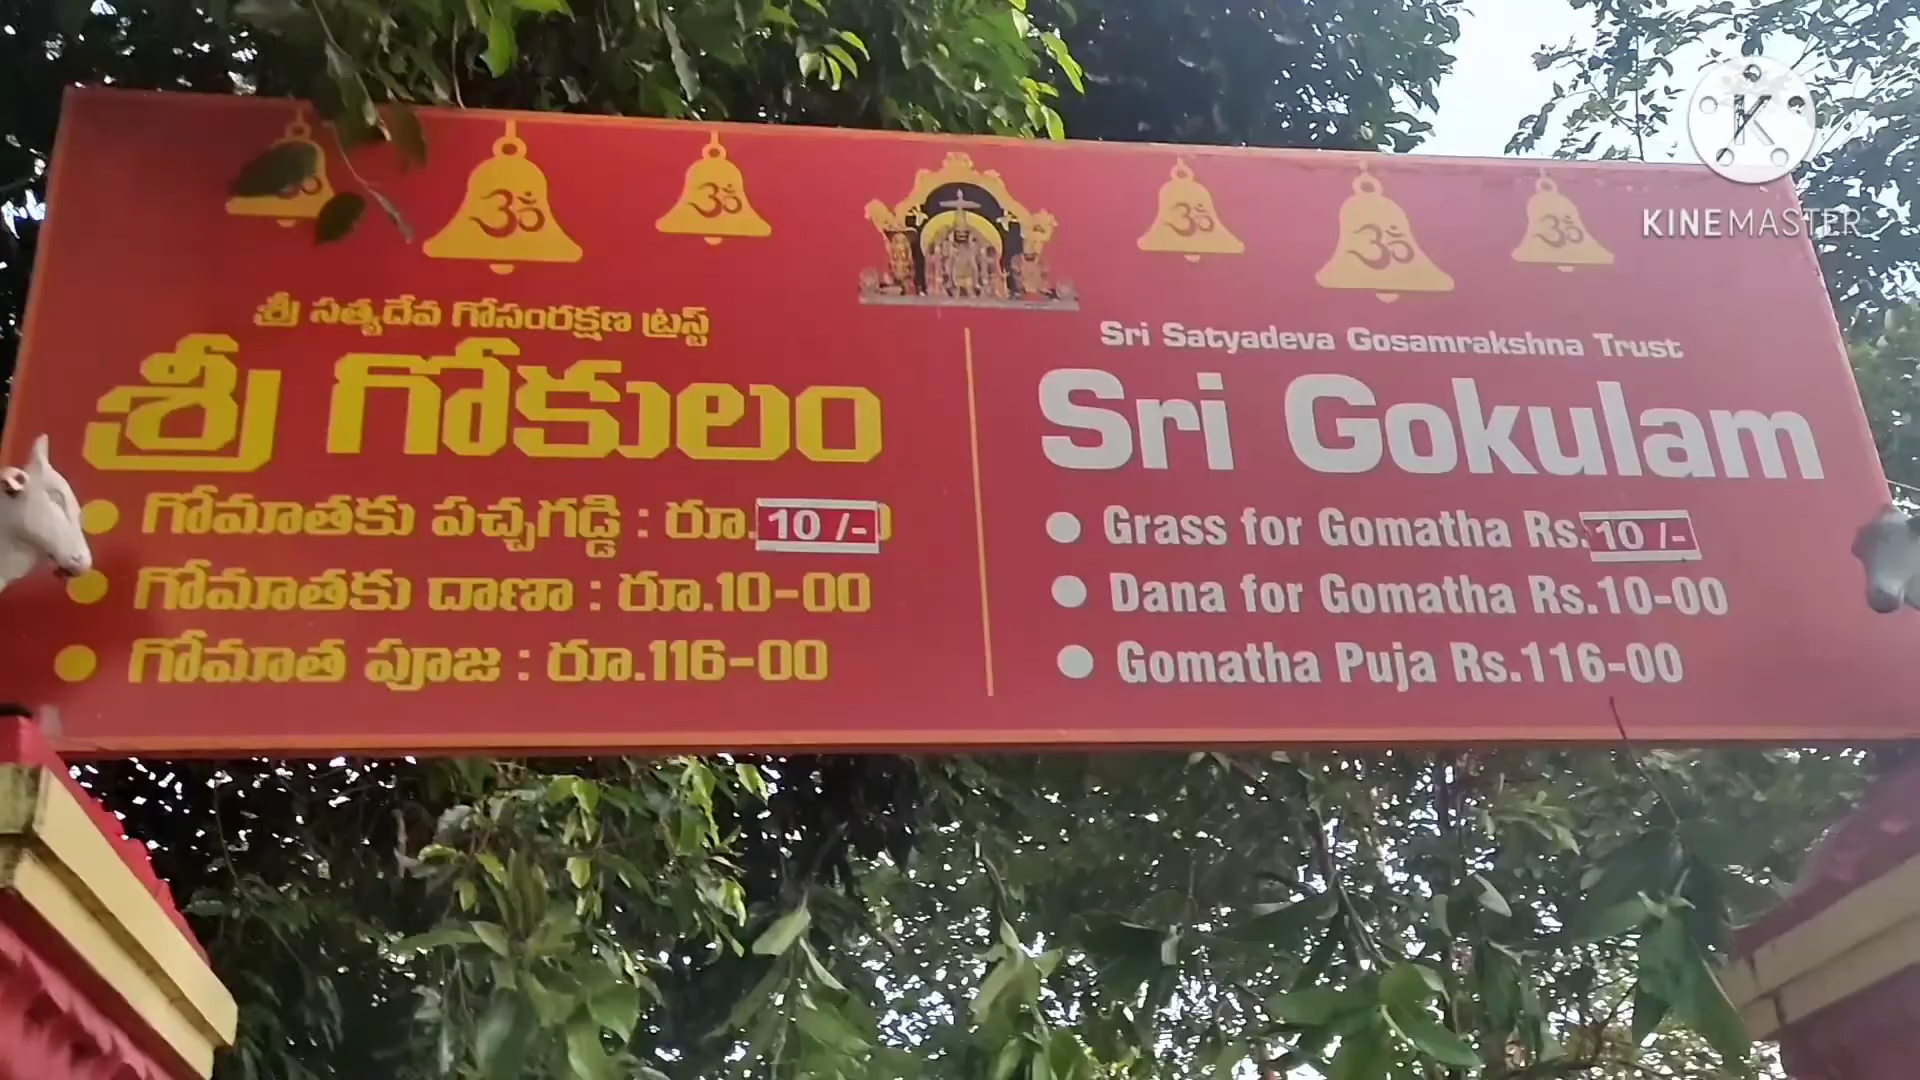 శ్రీ సత్యదేవ గోసంరక్షణ ట్రస్ట్
శ్రీ గోకులం
గోమాతకు పచ్చగడ్డి : రూ. 10 /-
గోమాతకు దాణా : రూ.10-00
గోమాత పూజ : రూ.116-00
Sri Satyadeva Gosamrakshna Trust
Sri Gokulam
Grass for Gomatha Rs. 10 /-
Dana for Gomatha Rs.10-00
Gomatha Puja Rs.116-00
ॐ ॐ ॐ ॐ ॐ ॐ
K
KINEMASTER